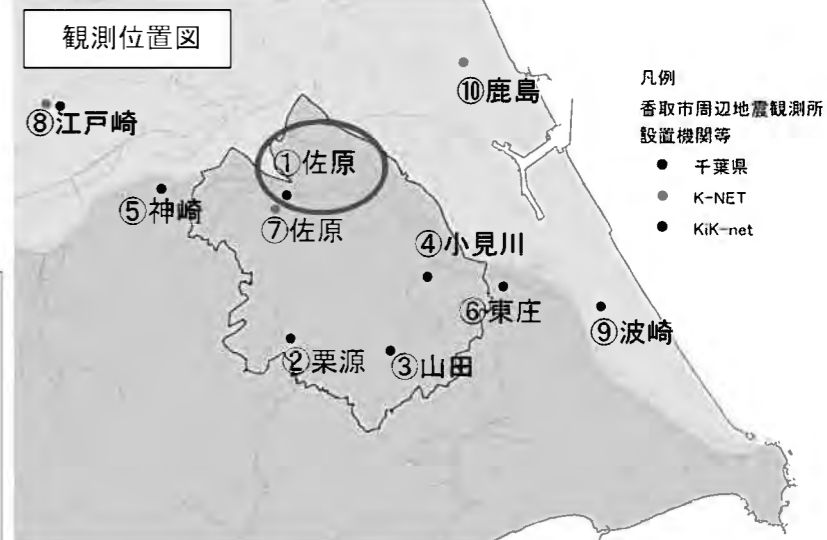 観測位置図
⑩鹿島
⑧江戸崎
①佐原
⑤神崎
⑦佐原
④小見川
⑥東庄
⑨波崎
②栗源
③山田
凡例
香取市周辺地震観測所
設置機関等
千葉県
K-NET
KiK-net